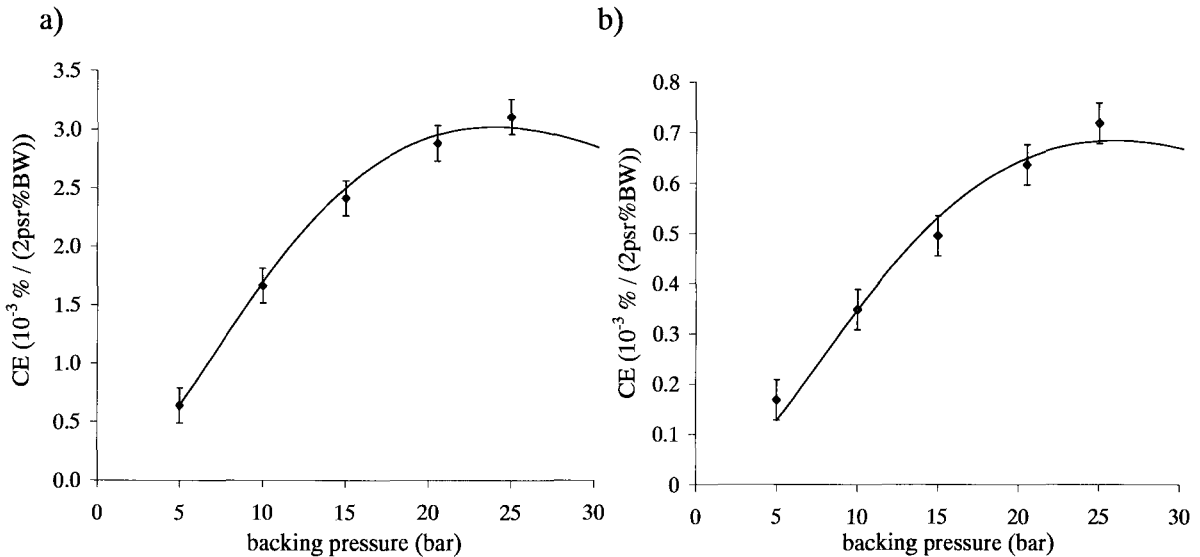 a)
CE (10⁻³ % / (2psr%BW))
3.5
3.0
2.5
2.0
1.5
1.0
0.5
0.0
0 5 10 15 20 25 30
backing pressure (bar)
b)
CE (10⁻³ % / (2psr%BW))
0.8
0.7
0.6
0.5
0.4
0.3
0.2
0.1
0
0 5 10 15 20 25 30
backing pressure (bar)